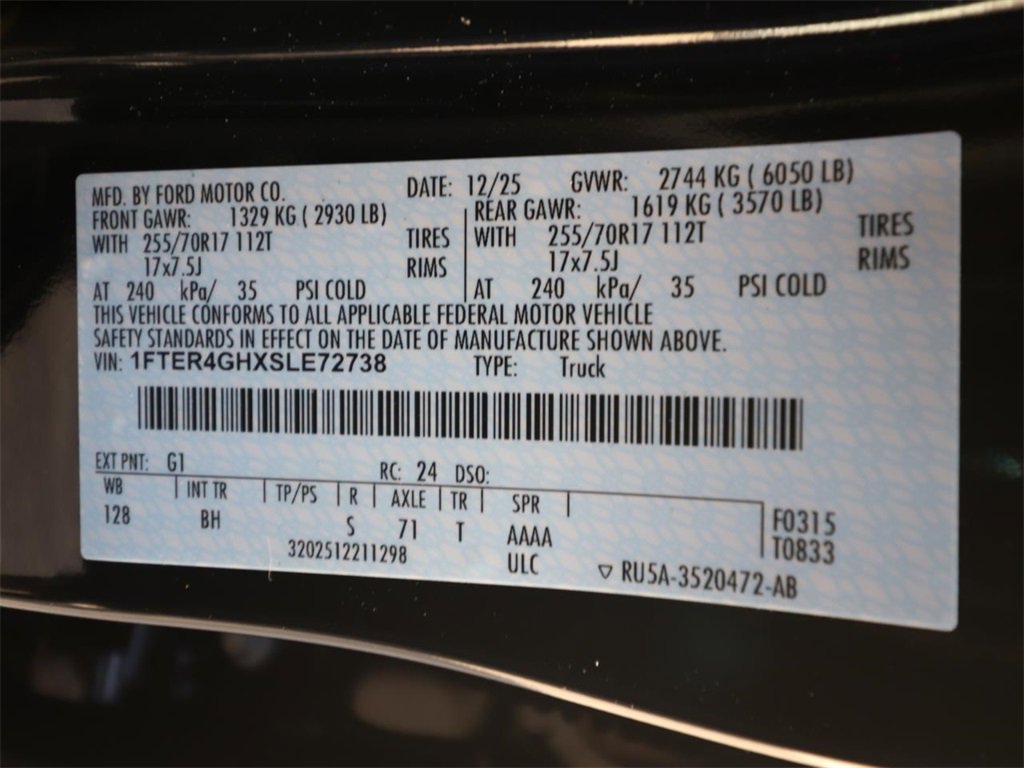 MFD. BY FORD MOTOR CO. DATE: 12/25 GVWR: 2744 KG ( 6050 LB)
FRONT GAWR: 1329 KG ( 2930 LB) REAR GAWR: 1619 KG ( 3570 LB)
WITH 255/70R17 112T TIRES WITH 255/70R17 112T TIRES
17x7.5J RIMS 17x7.5J RIMS
AT 240 kPa/ 35 PSI COLD AT 240 kPa/ 35 PSI COLD
THIS VEHICLE CONFORMS TO ALL APPLICABLE FEDERAL MOTOR VEHICLE
SAFETY STANDARDS IN EFFECT ON THE DATE OF MANUFACTURE SHOWN ABOVE.
VIN: 1FTER4GHXSLE72738 TYPE: Truck
EXT PNT: G1 RC: 24 DSO:
WB INT TR TP/PS R AXLE TR SPR
128 BH S 71 T AAAA F0315
3202512211298 ULC T0833
▽ RU5A-3520472-AB